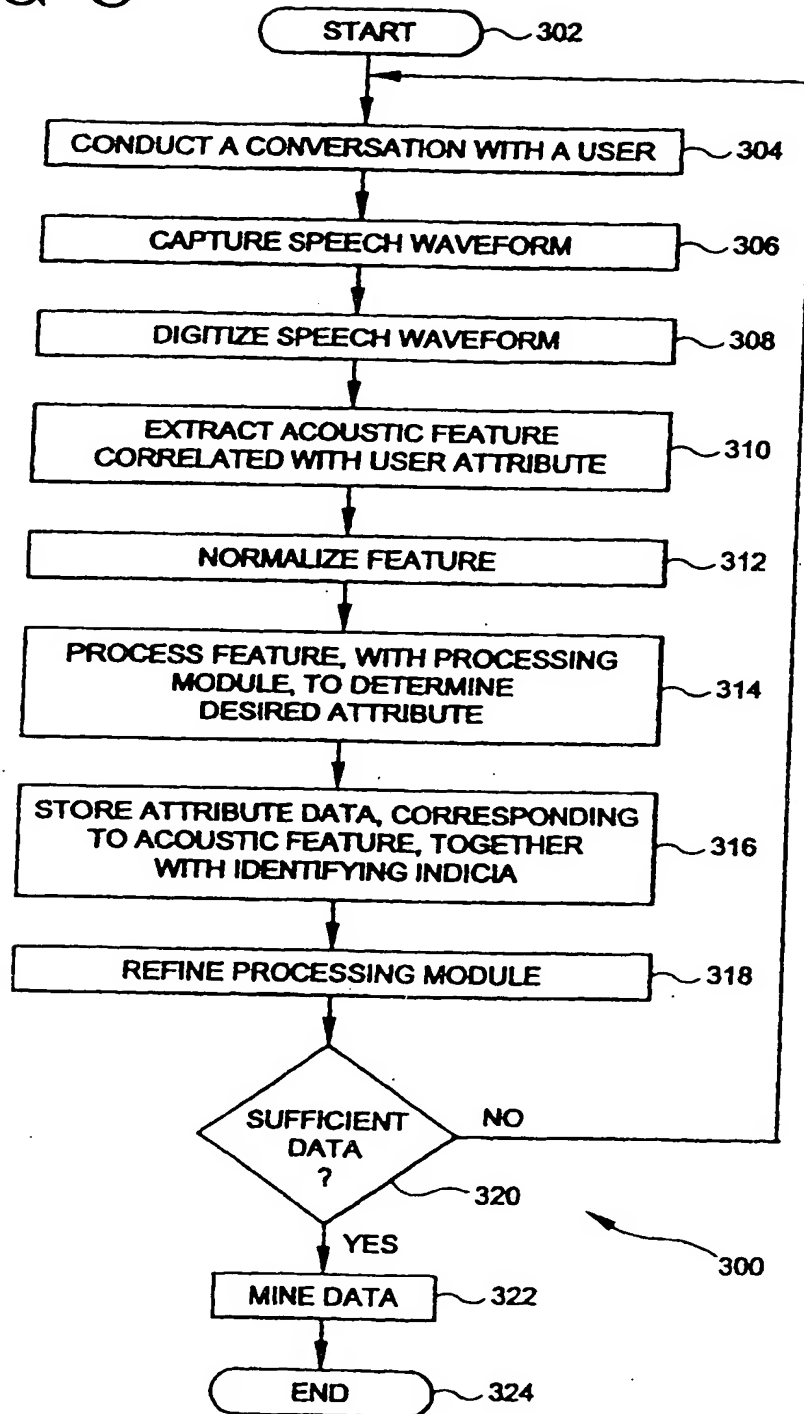 START 302
CONDUCT A CONVERSATION WITH A USER 304
CAPTURE SPEECH WAVEFORM 306
DIGITIZE SPEECH WAVEFORM 308
EXTRACT ACOUSTIC FEATURE
CORRELATED WITH USER ATTRIBUTE 310
NORMALIZE FEATURE 312
PROCESS FEATURE, WITH PROCESSING
MODULE, TO DETERMINE 314
DESIRED ATTRIBUTE
STORE ATTRIBUTE DATA, CORRESPONDING
TO ACOUSTIC FEATURE, TOGETHER 316
WITH IDENTIFYING INDICIA
REFINE PROCESSING MODULE 318
SUFFICIENT NO
DATA
? 320
YES 300
MINE DATA 322
END 324